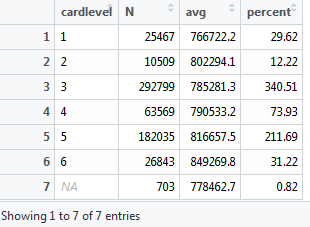 cardlevel N avg percent
1 1 25467 766722.2 29.62
2 2 10509 802294.1 12.22
3 3 292799 785281.3 340.51
4 4 63569 790533.2 73.93
5 5 182035 816657.5 211.69
6 6 26843 849269.8 31.22
7 NA 703 778462.7 0.82
Showing 1 to 7 of 7 entries